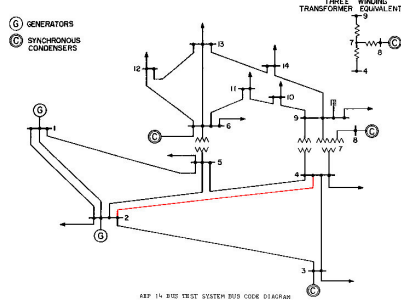 THREE WINDING
TRANSFORMER EQUIVALENT
G GENERATORS
C SYNCHRONOUS
CONDENSERS
9
7
8
C
4
13
14
12
11
10
9
C
6
G
1
5
8
C
7
4
2
G
3
C
AEP 14 BUS TEST SYSTEM BUS CODE DIAGRAM